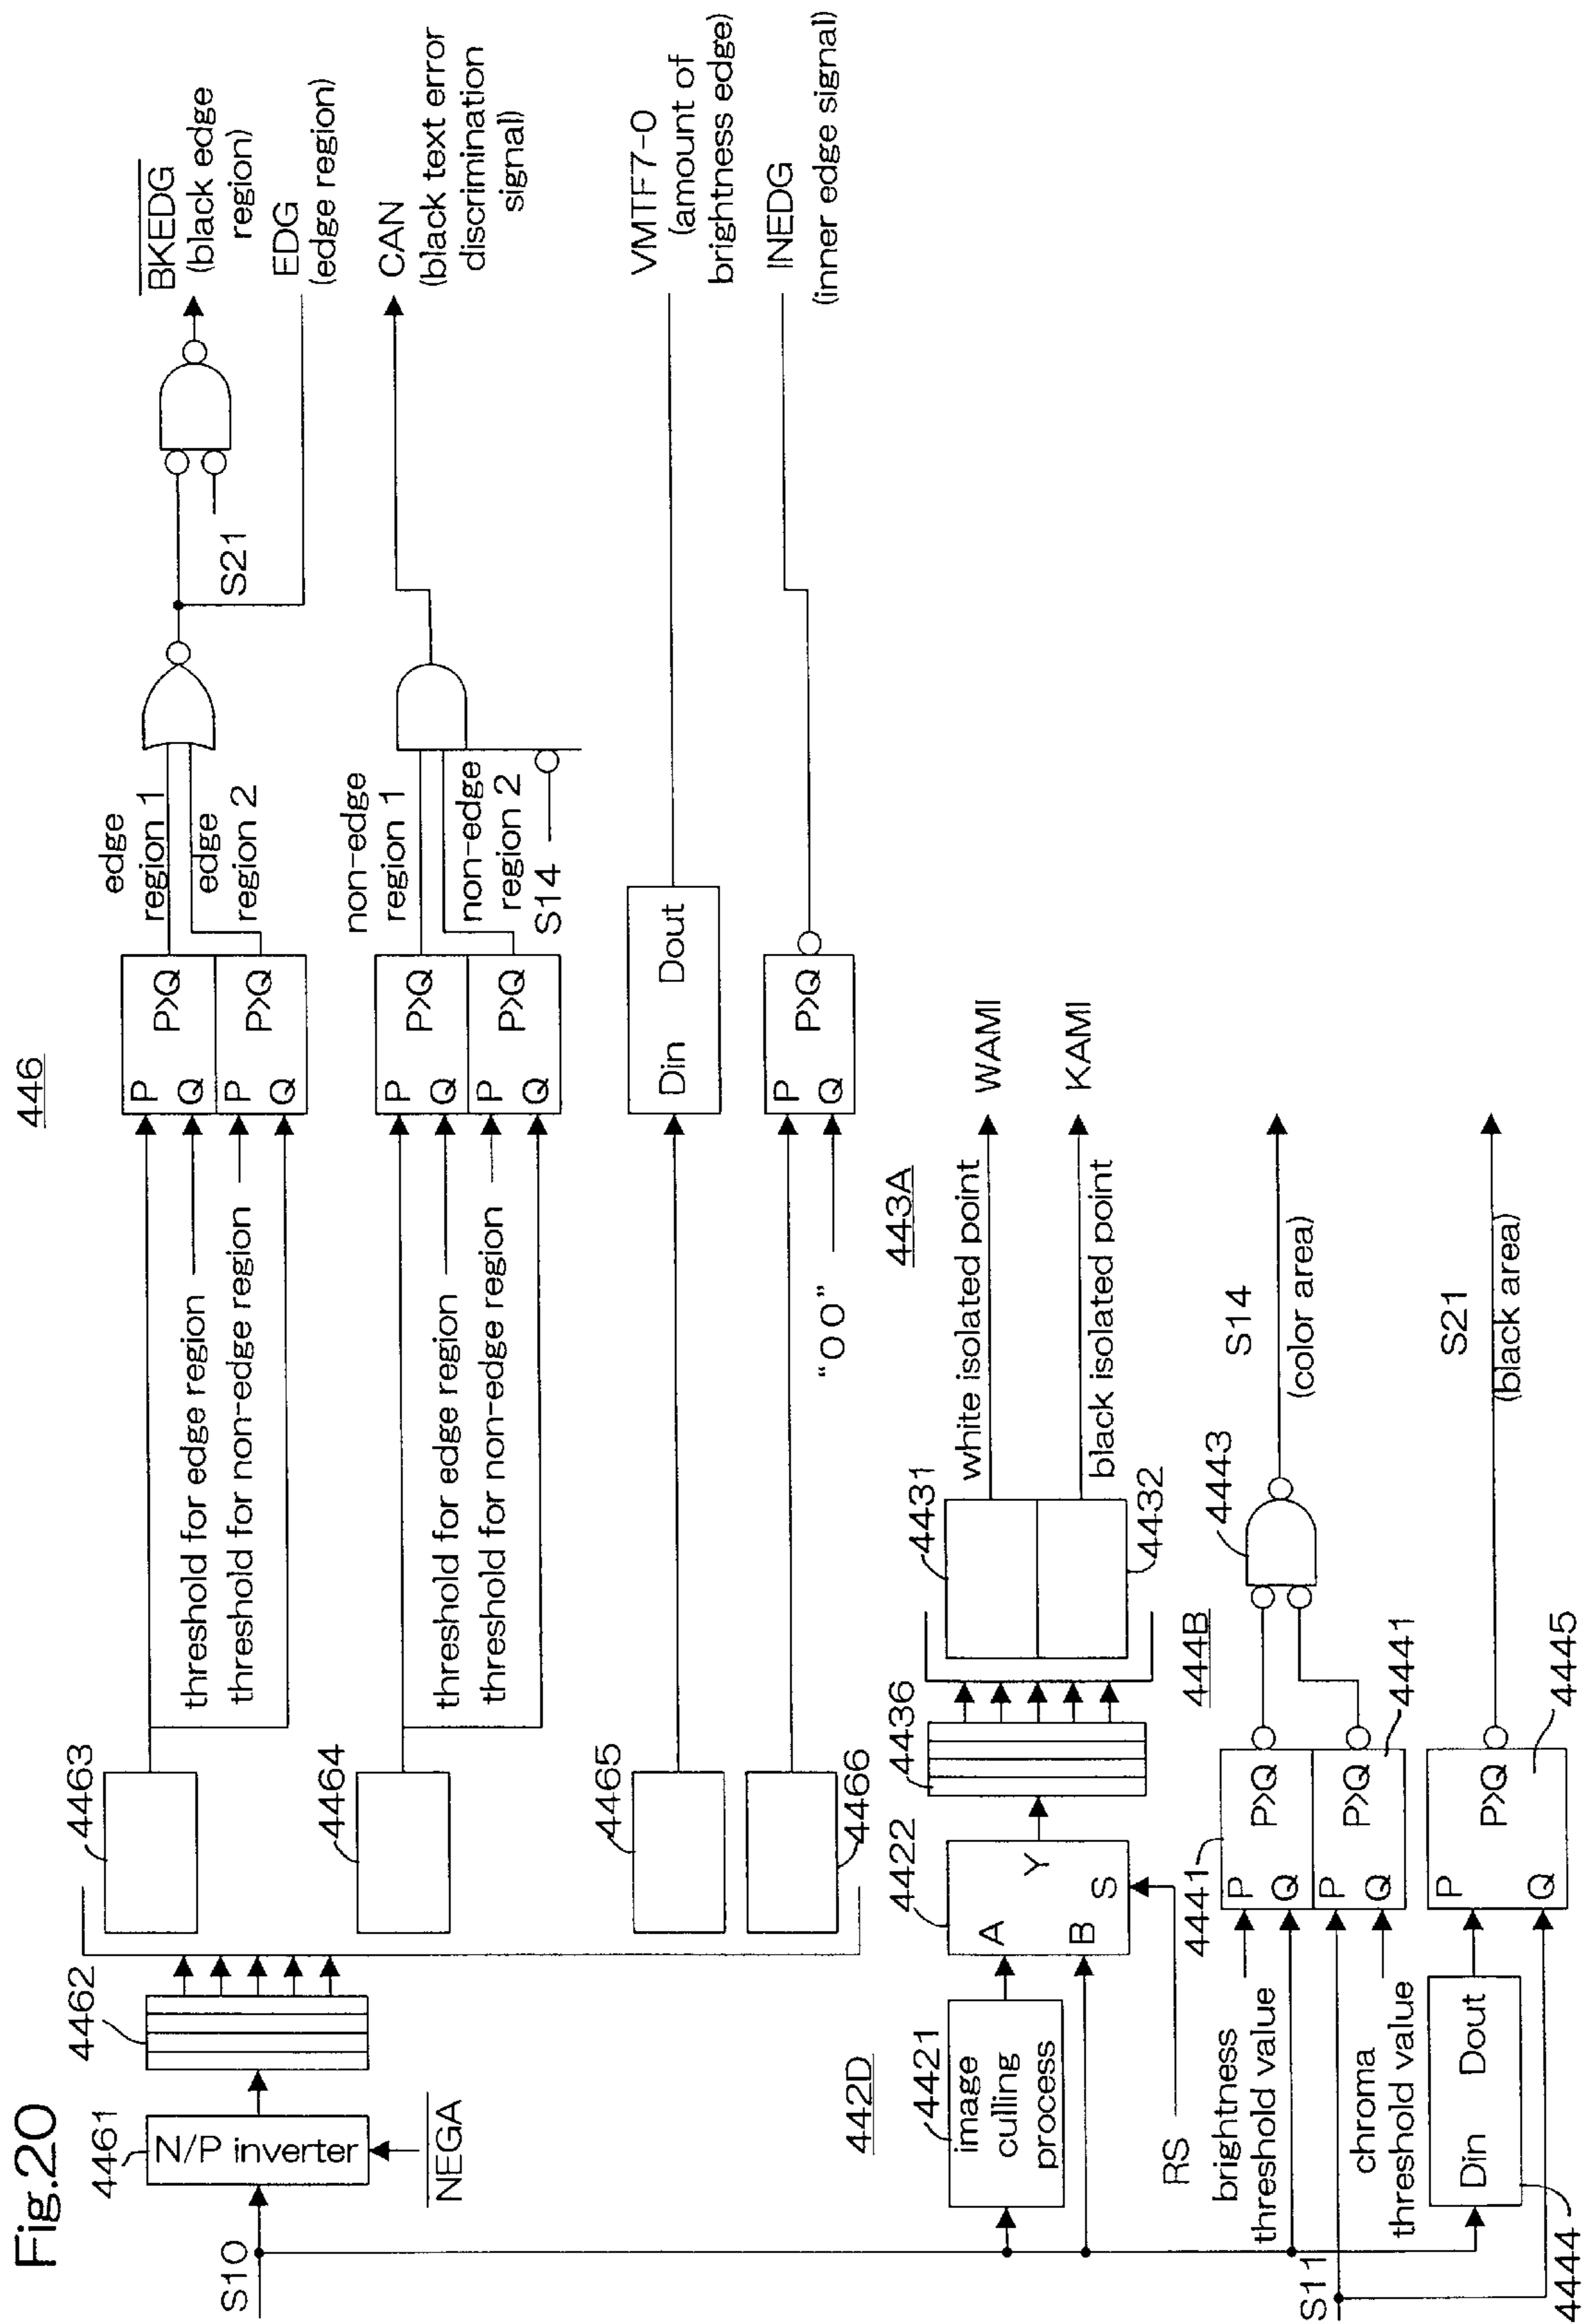 Fig.20
446
S10
4461
N/P inverter
NEGA
4462
4463
threshold for edge region
threshold for non-edge region
P
Q
P>Q
P
Q
P>Q
edge
region 1
edge
region 2
S21
BKEDG
(black edge
region)
EDG
(edge region)
4464
threshold for edge region
threshold for non-edge region
P
Q
P>Q
P
Q
P>Q
non-edge
region 1
non-edge
region 2
S14
CAN
(black text error
discrimination
signal)
4465
Din
Dout
VMTF7-0
(amount of
brightness edge)
4466
"00"
P
Q
P>Q
INEDG
(inner edge signal)
442D
4421
image
culling
process
4422
A
B
Y
S
RS
4436
443A
4431
4432
white isolated point
WAMI
black isolated point
KAMI
444B
brightness
threshold value
4441
P
Q
P>Q
P
Q
P>Q
4441
chroma
threshold value
4443
S14
(color area)
S11
4444
Din
Dout
P
Q
P>Q
4445
S21
(black area)